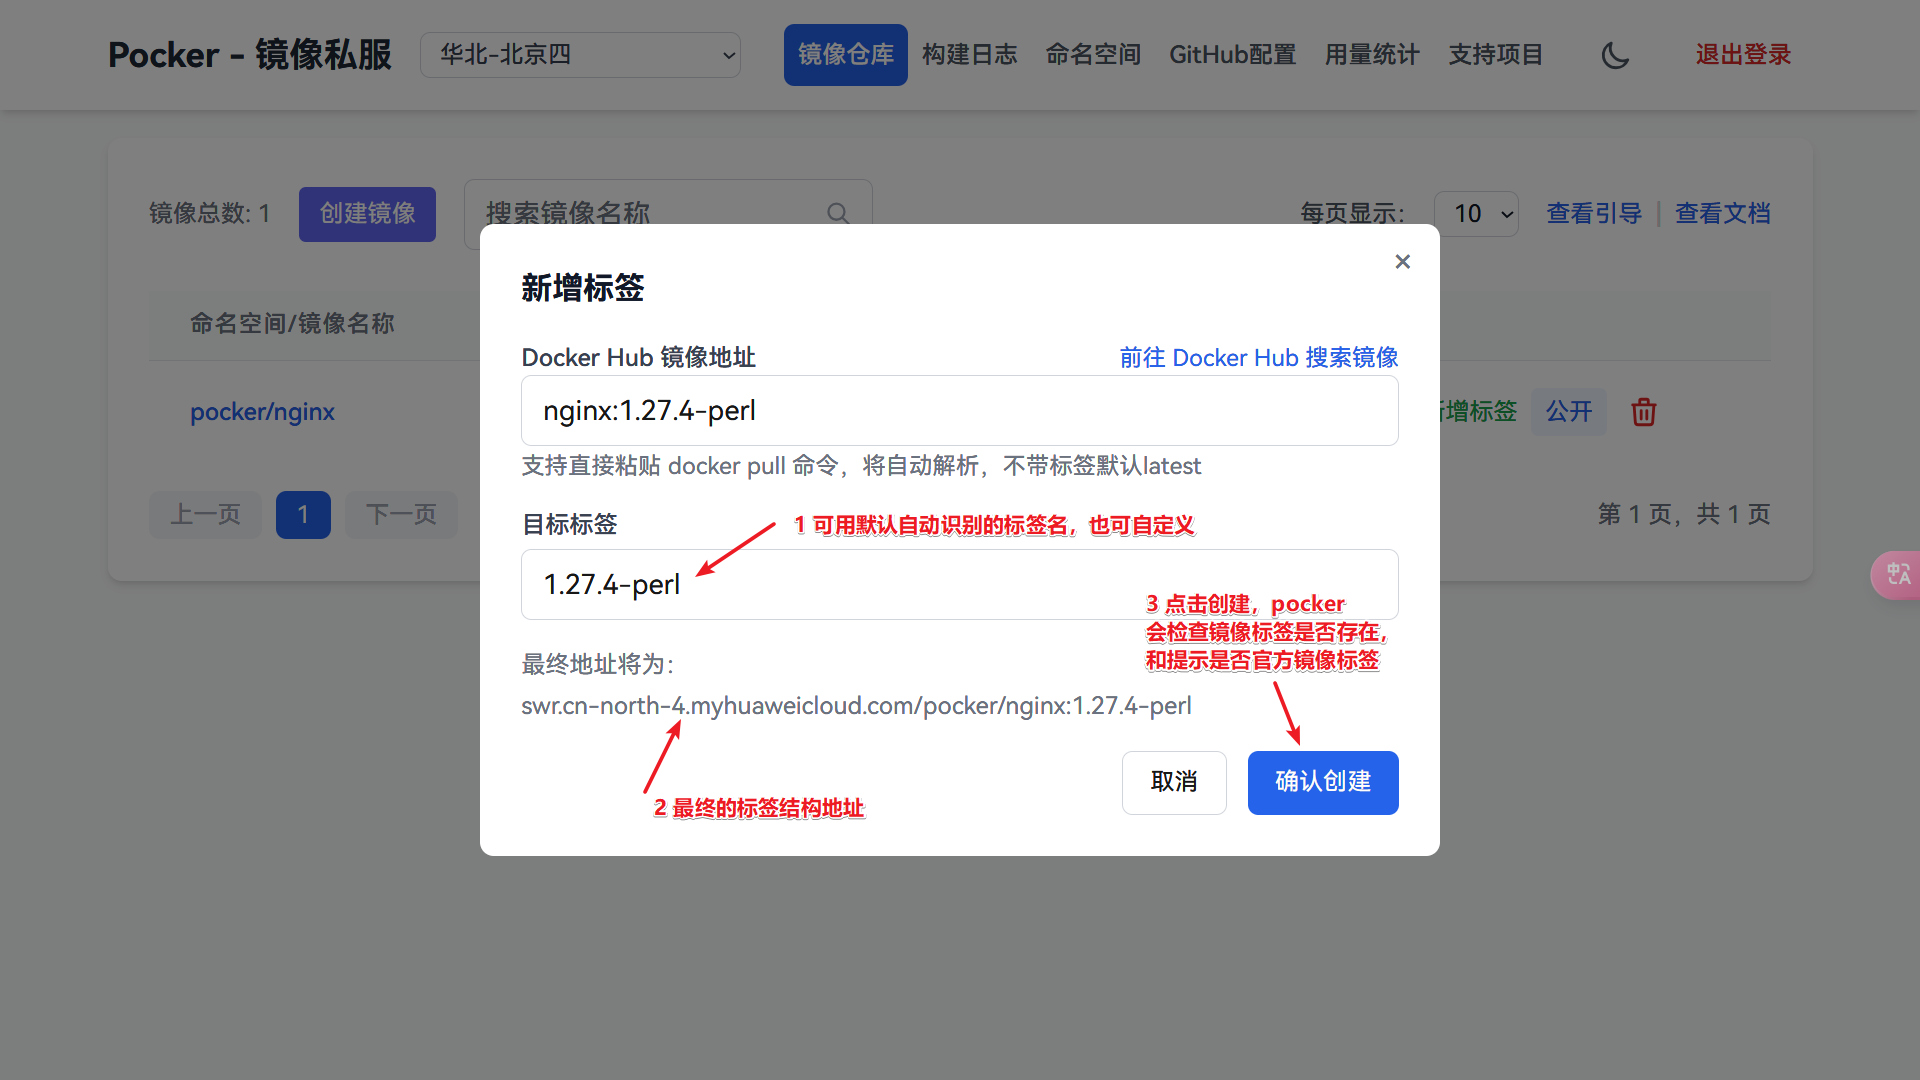 Pocker - 镜像私服
华北-北京四
镜像仓库
构建日志
命名空间
GitHub配置
用量统计
支持项目
退出登录
镜像总数: 1
创建镜像
搜索镜像名称
每页显示：
10
查看引导 | 查看文档
命名空间/镜像名称
pocker/nginx
新增标签
公开
上一页
1
下一页
第 1 页，共 1 页
新增标签
Docker Hub 镜像地址
前往 Docker Hub 搜索镜像
nginx:1.27.4-perl
支持直接粘贴 docker pull 命令，将自动解析，不带标签默认latest
目标标签
1 可用默认自动识别的标签名，也可自定义
1.27.4-perl
3 点击创建，pocker
会检查镜像标签是否存在，
和提示是否官方镜像标签
最终地址将为：
swr.cn-north-4.myhuaweicloud.com/pocker/nginx:1.27.4-perl
2 最终的标签结构地址
取消
确认创建
中A